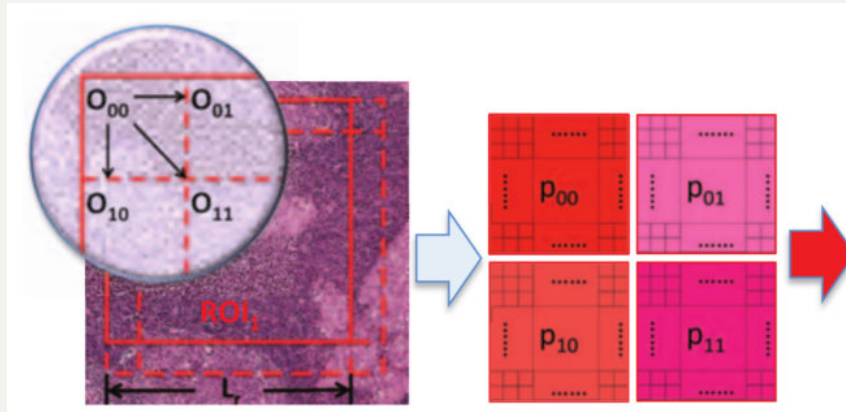 O₀₀ O₀₁
O₁₀ O₁₁
ROI₁
Lᵣ
p₀₀ p₀₁
p₁₀ p₁₁